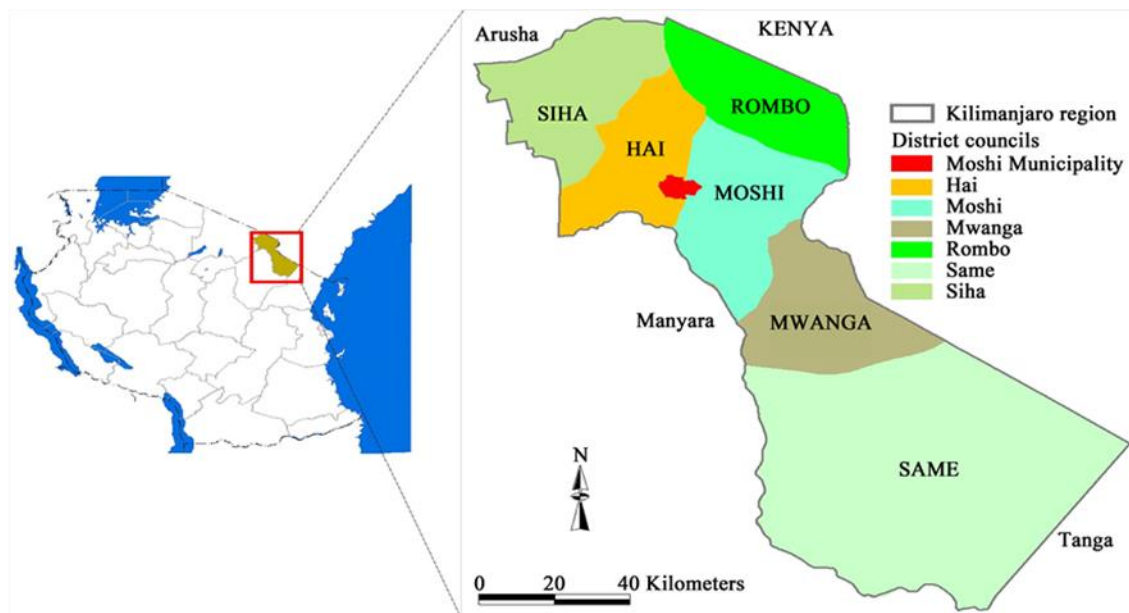 Arusha
KENYA
SIHA
ROMBO
HAI
MOSHI
Manyara
MWANGA
SAME
Tanga
Kilimanjaro region
District councils
Moshi Municipality
Hai
Moshi
Mwanga
Rombo
Same
Siha
N
0 20 40 Kilometers